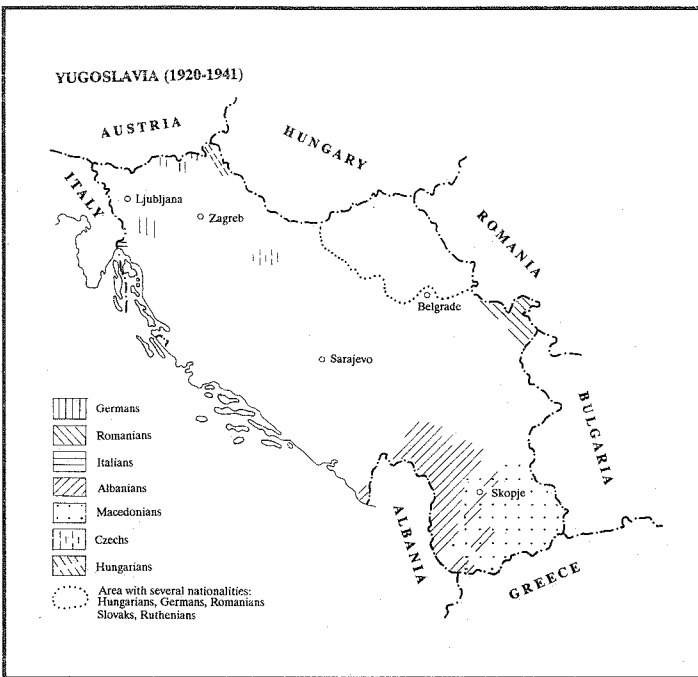 YUGOSLAVIA (1920-1941)
AUSTRIA
HUNGARY
ITALY
Ljubljana
Zagreb
ROMANIA
Belgrade
Sarajevo
BULGARIA
Skopje
ALBANIA
GREECE
Germans
Romanians
Italians
Albanians
Macedonians
Czechs
Hungarians
Area with several nationalities:
Hungarians, Germans, Romanians
Slovaks, Ruthenians